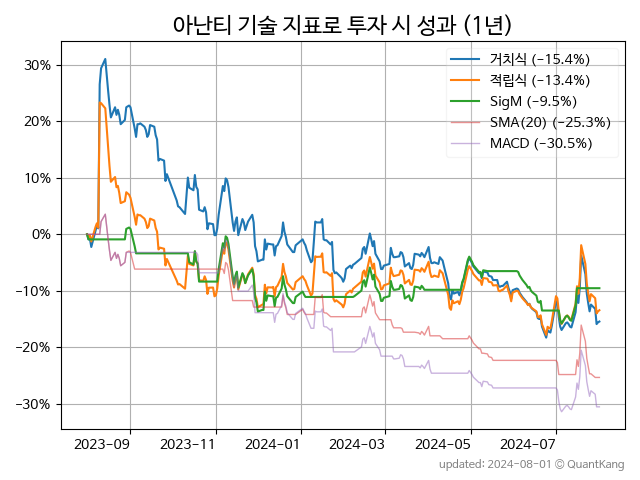 아난티 기술 지표로 투자 시 성과 (1년)
거치식 (−15.4%)
적립식 (−13.4%)
SigM (−9.5%)
SMA(20) (−25.3%)
MACD (−30.5%)
30%
20%
10%
0%
−10%
−20%
−30%
2023-09 2023-11 2024-01 2024-03 2024-05 2024-07
updated: 2024-08-01 © QuantKang